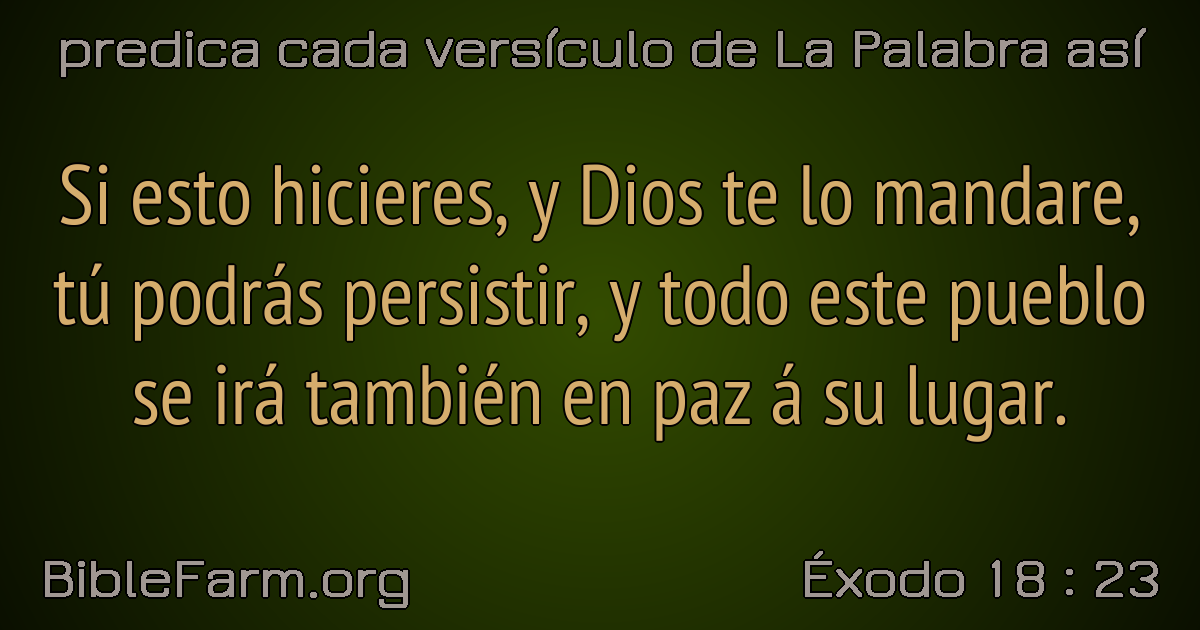 predica cada versículo de La Palabra así
Si esto hicieres, y Dios te lo mandare,
tú podrás persistir, y todo este pueblo
se irá también en paz á su lugar.
BibleFarm.org
Éxodo 18 : 23